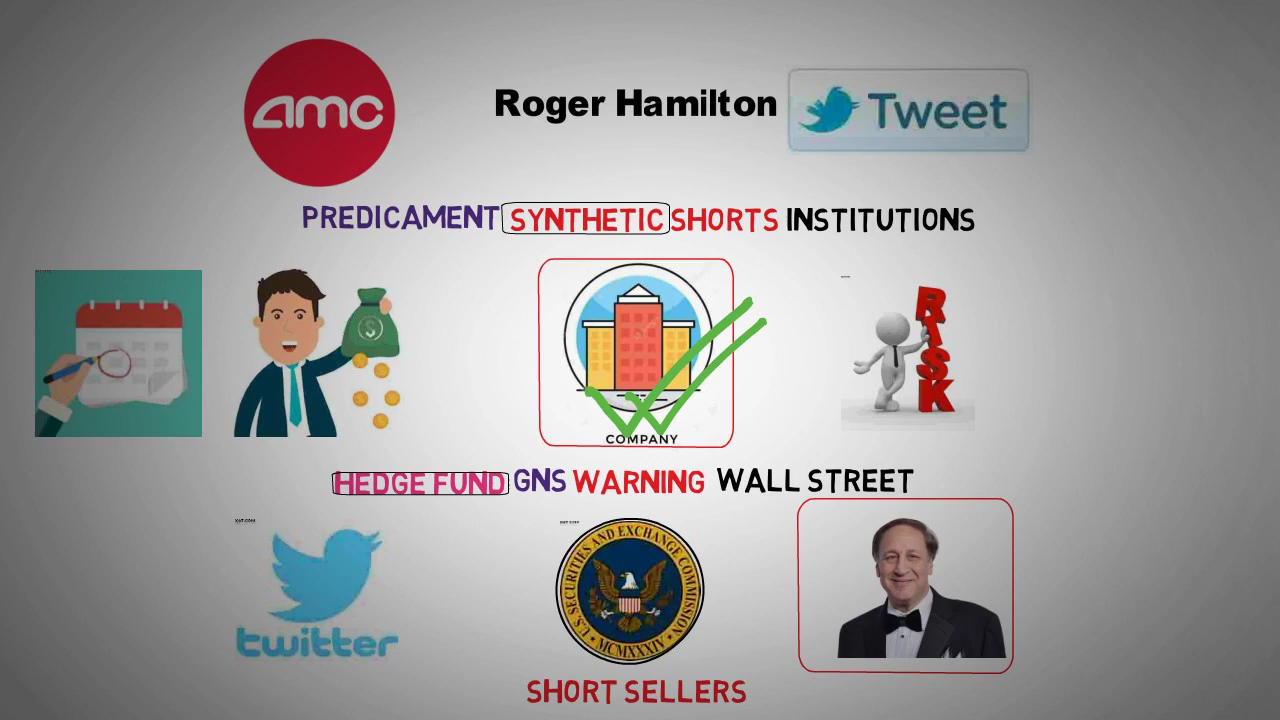 amc
Roger Hamilton
Tweet
PREDICAMENT SYNTHETIC SHORTS INSTITUTIONS
RISK
COMPANY
HEDGE FUND GNS WARNING WALL STREET
twitter
U.S. SECURITIES AND EXCHANGE COMMISSION
MCMXXXIV
SHORT SELLERS